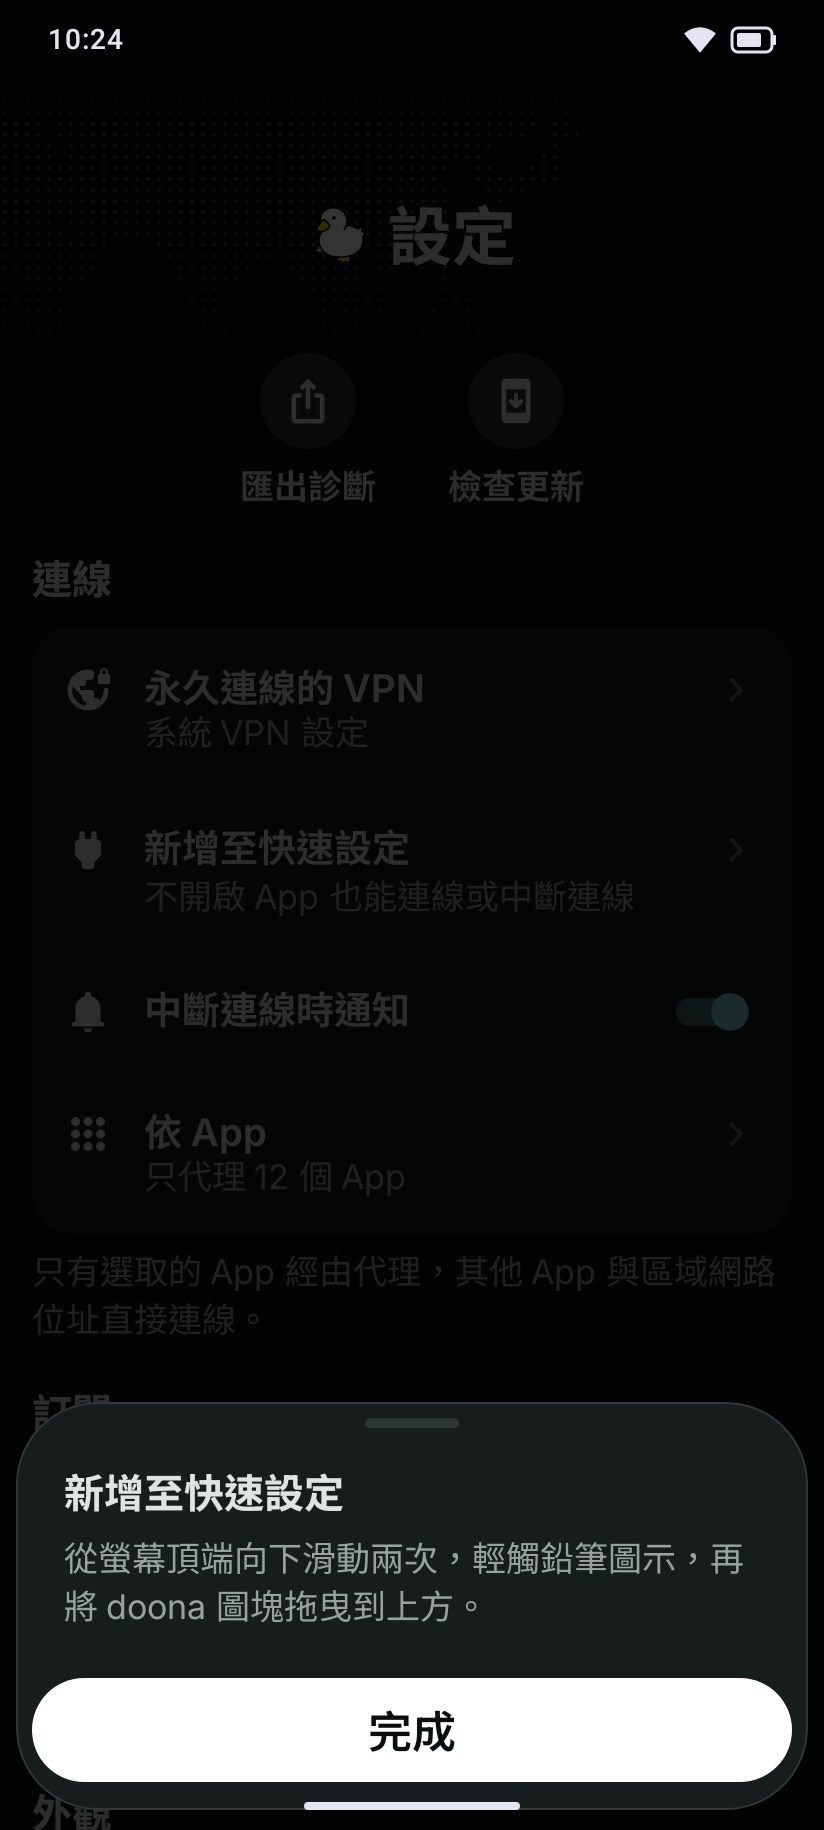 10:24
設定
匯出診斷
檢查更新
連線
永久連線的 VPN
系統 VPN 設定
新增至快速設定
不開啟 App 也能連線或中斷連線
中斷連線時通知
依 App
只代理 12 個 App
只有選取的 App 經由代理，其他 App 與區域網路
位址直接連線。
新增至快速設定
從螢幕頂端向下滑動兩次，輕觸鉛筆圖示，再
將 doona 圖塊拖曳到上方。
完成
外觀